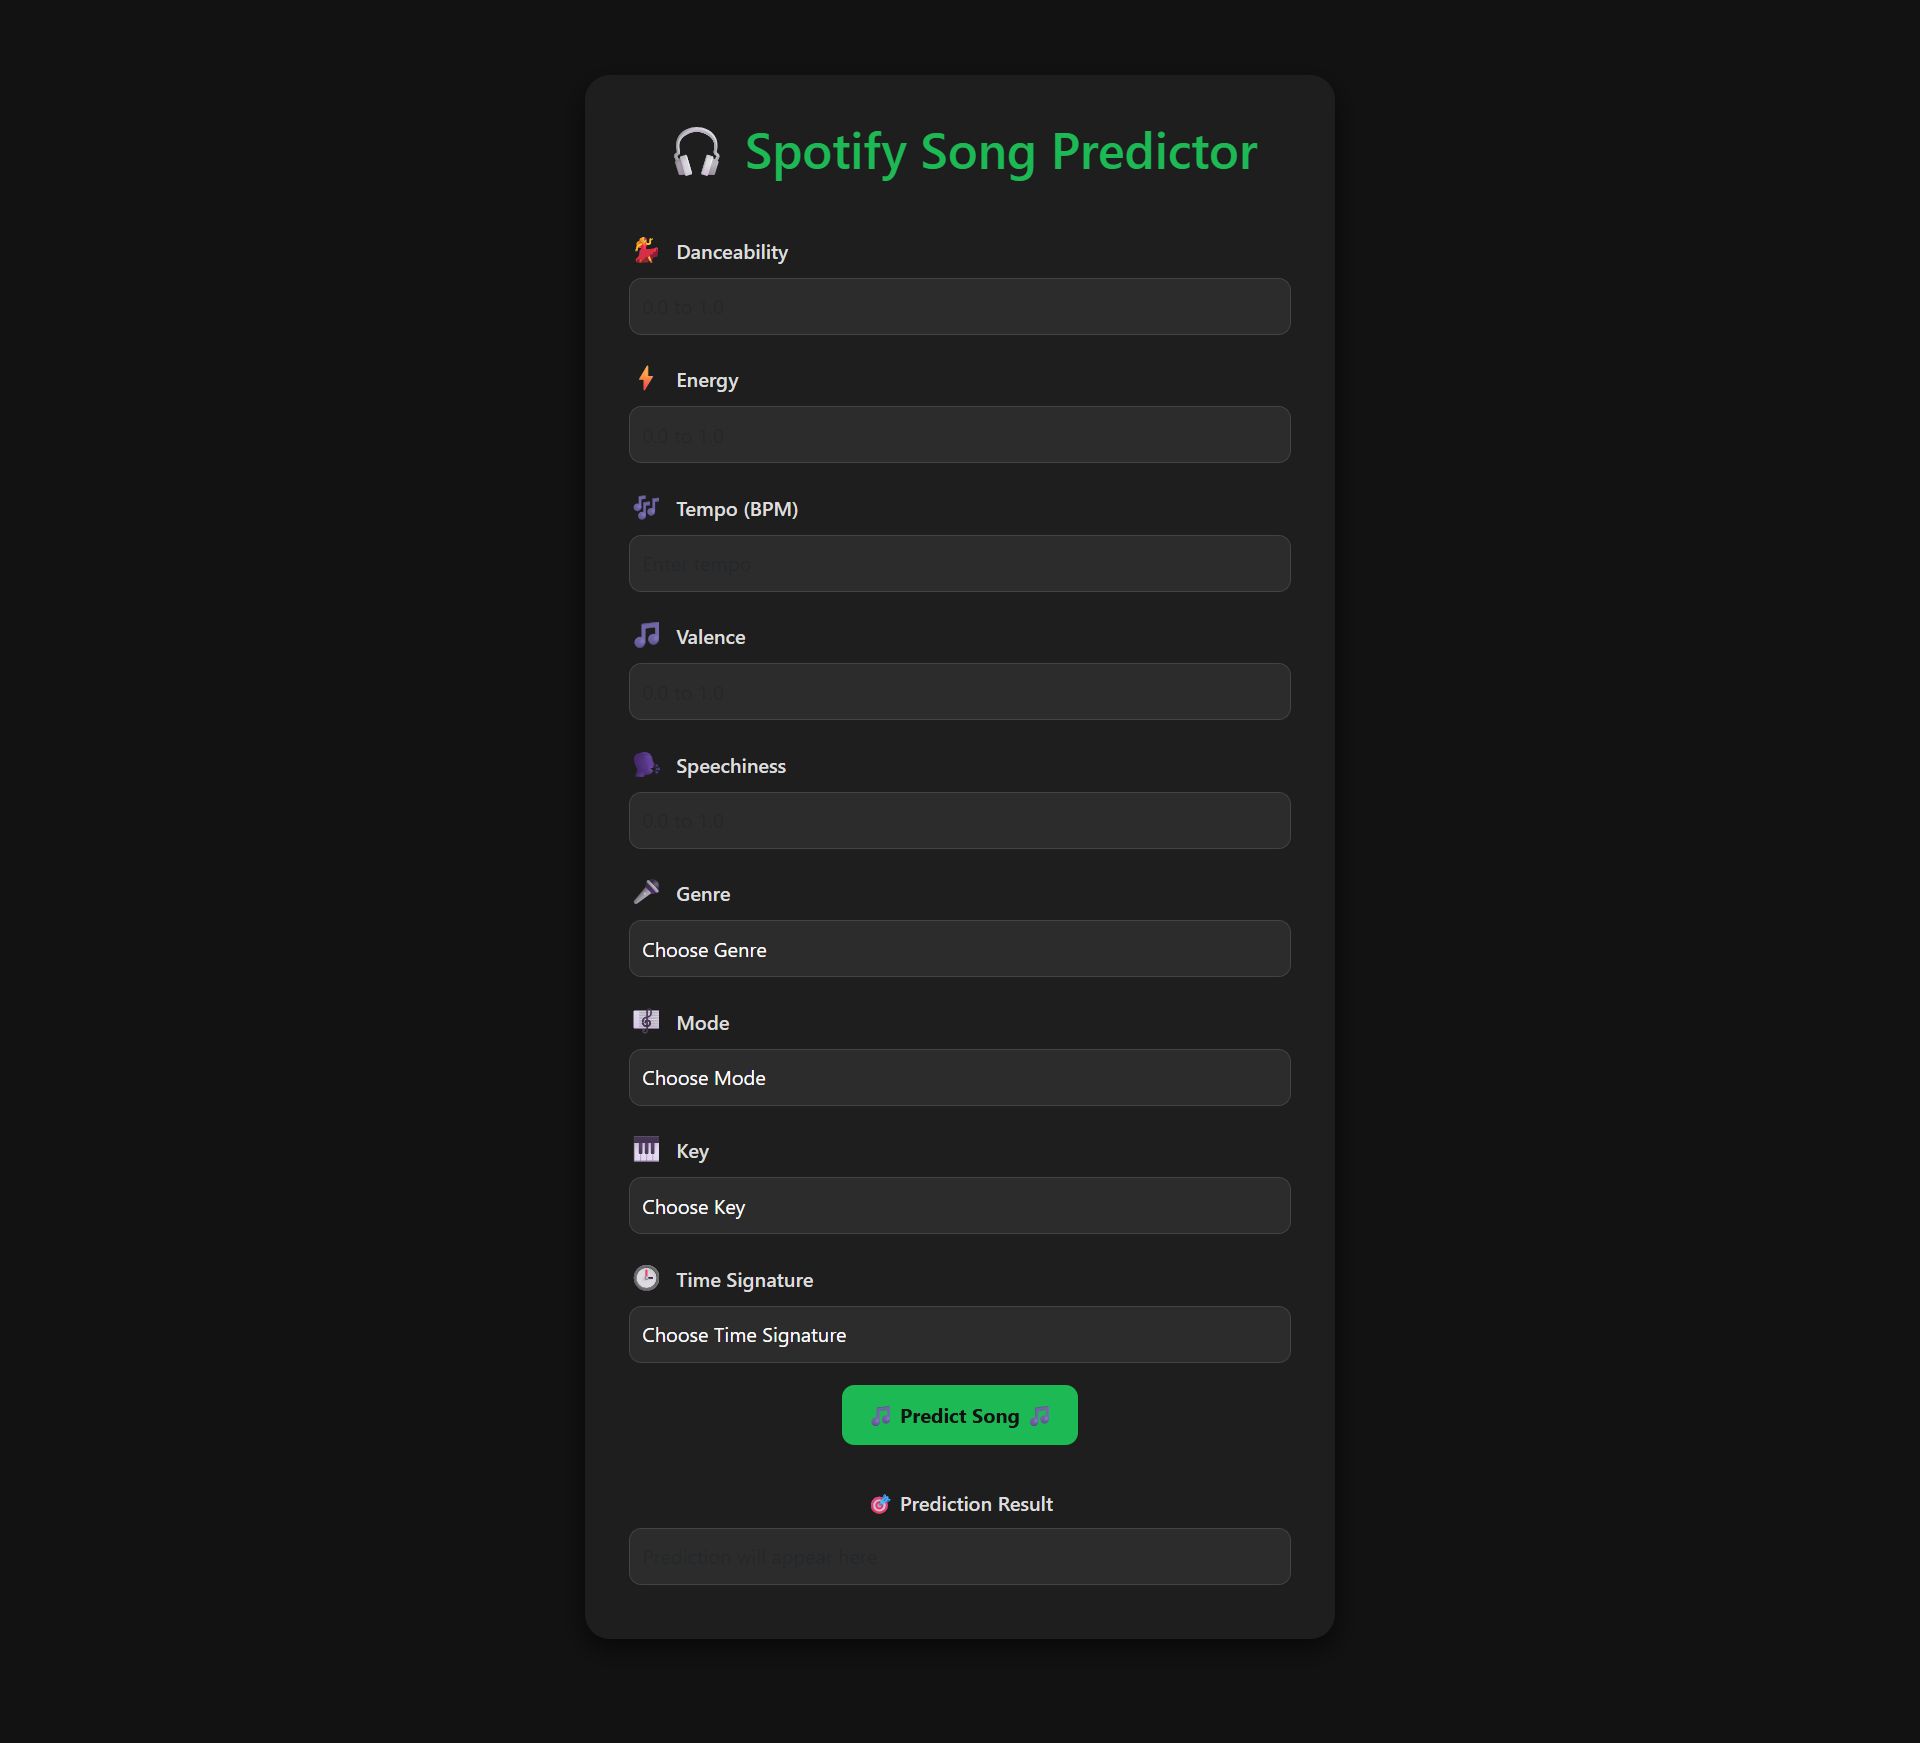 🎧 Spotify Song Predictor
💃 Danceability
0.0 to 1.0
⚡ Energy
0.0 to 1.0
🎶 Tempo (BPM)
Enter tempo
🎵 Valence
0.0 to 1.0
🗣️ Speechiness
0.0 to 1.0
🎤 Genre
Choose Genre
🎼 Mode
Choose Mode
🎹 Key
Choose Key
🕒 Time Signature
Choose Time Signature
🎵 Predict Song 🎵
🎯 Prediction Result
Prediction will appear here